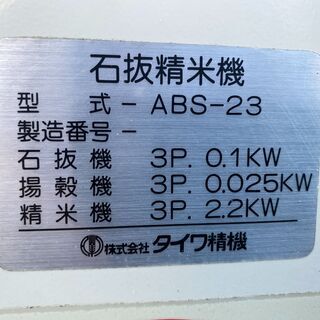 石抜精米機
型 式 - ABS-23
製造番号 -
石抜機 3P. 0.1KW
揚穀機 3P. 0.025KW
精米機 3P. 2.2KW
株式会社 タイワ精機